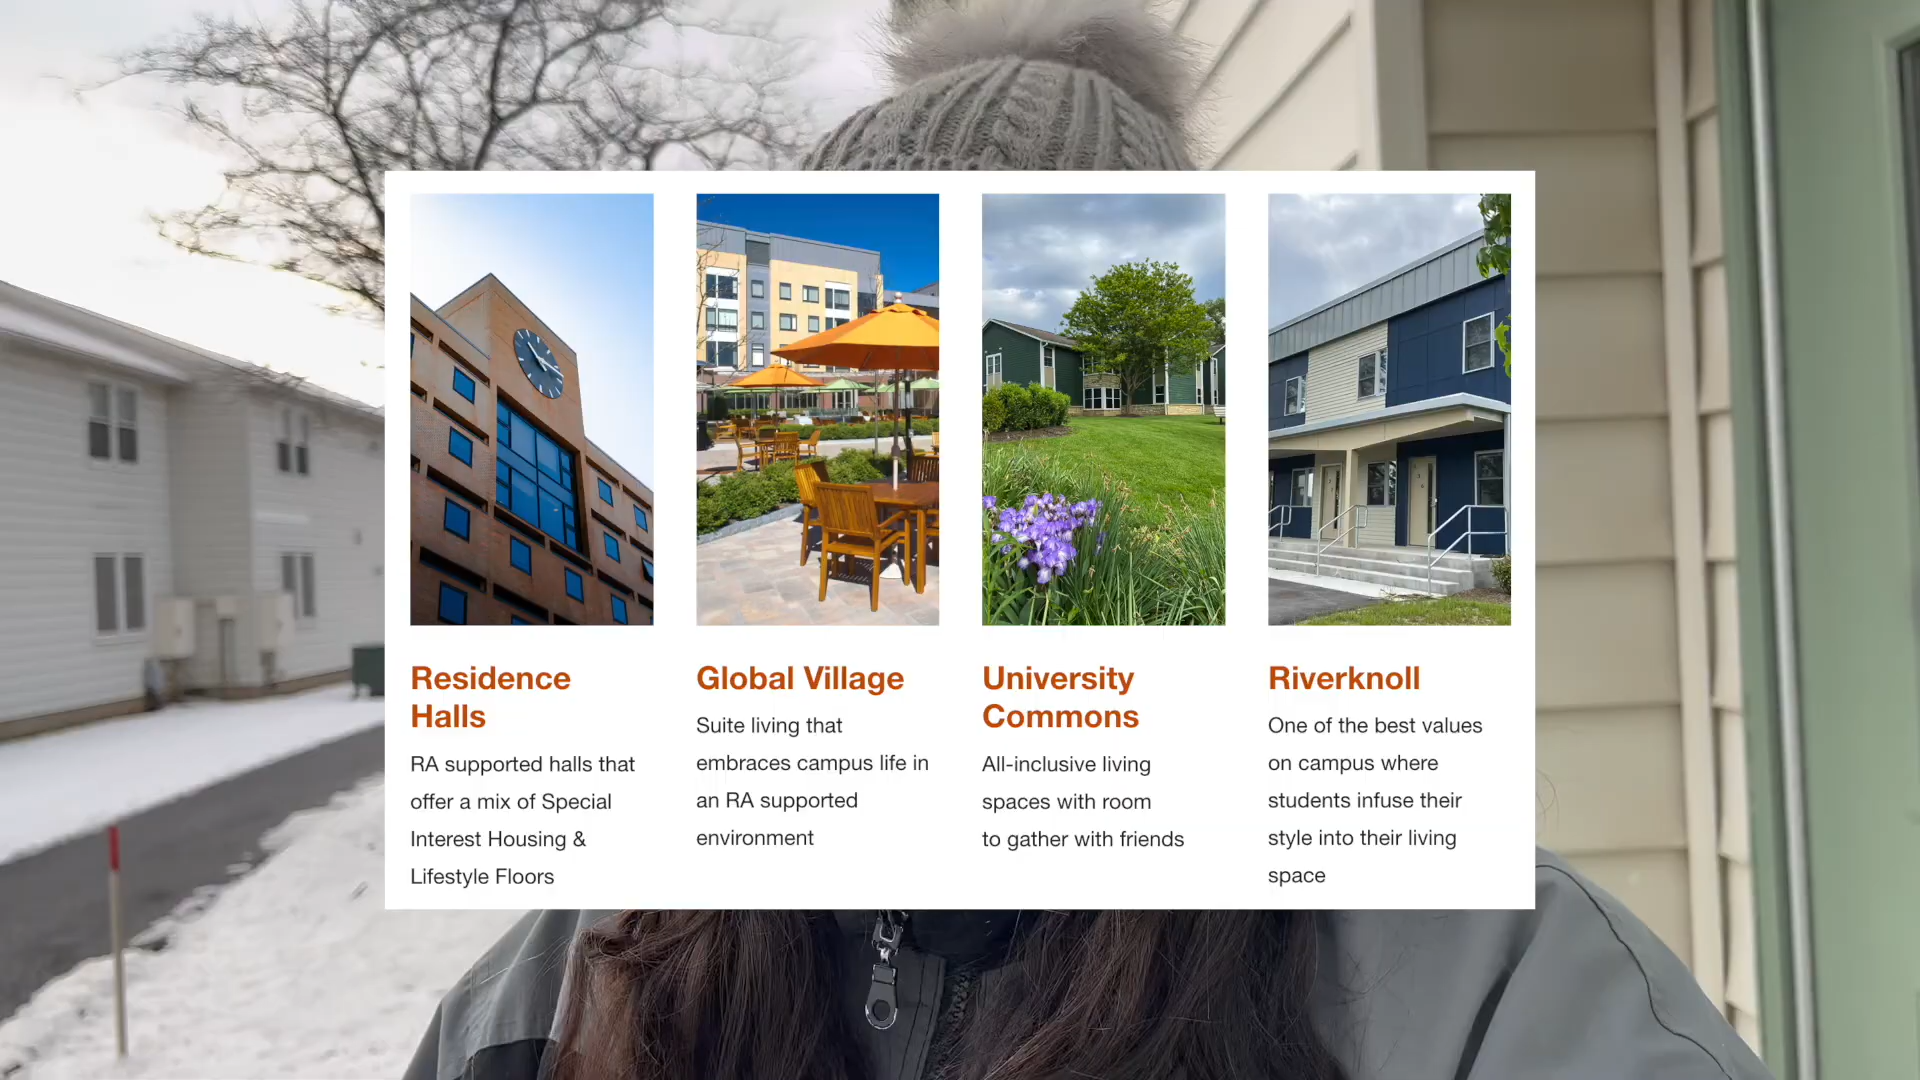 Residence
Halls
RA supported halls that
offer a mix of Special
Interest Housing &
Lifestyle Floors
Global Village
Suite living that
embraces campus life in
an RA supported
environment
University
Commons
All-inclusive living
spaces with room
to gather with friends
Riverknoll
One of the best values
on campus where
students infuse their
style into their living
space